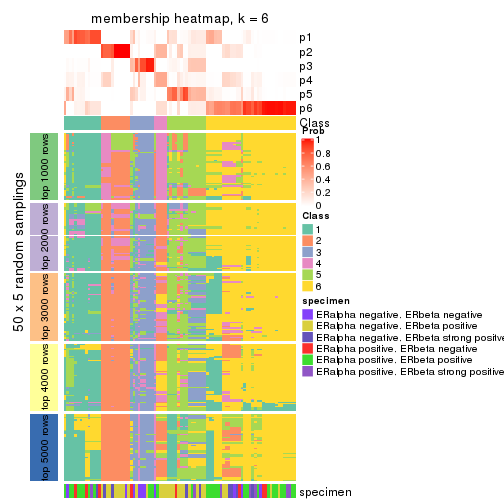 membership heatmap, k = 6
p1
p2
p3
p4
p5
p6
Class
50 x 5 random samplings
top 1000 rows
top 2000 rows
top 3000 rows
top 4000 rows
top 5000 rows
specimen
Prob
1
0.8
0.6
0.4
0.2
0
Class
1
2
3
4
5
6
specimen
ERalpha negative. ERbeta negative
ERalpha negative. ERbeta positive
ERalpha negative. ERbeta strong positive
ERalpha positive. ERbeta negative
ERalpha positive. ERbeta positive
ERalpha positive. ERbeta strong positive